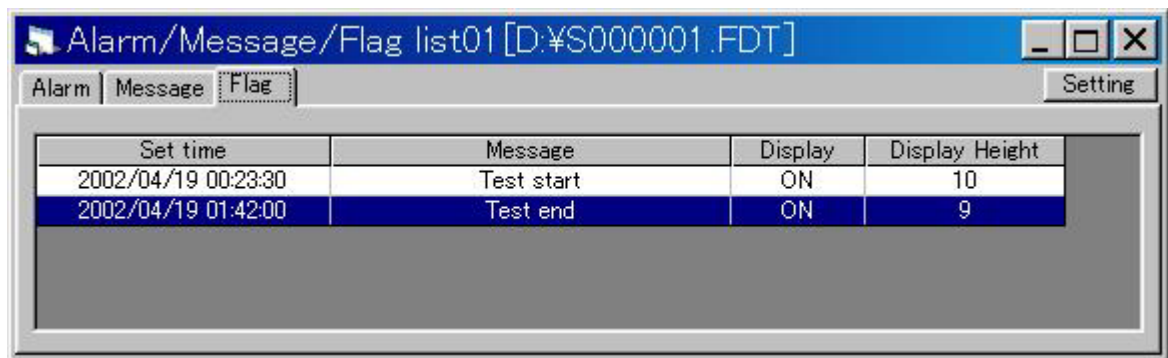 Alarm/Message/Flag list01[D:¥S000001.FDT]
Alarm Message Flag Setting
Set time Message Display Display Height
2002/04/19 00:23:30 Test start ON 10
2002/04/19 01:42:00 Test end ON 9